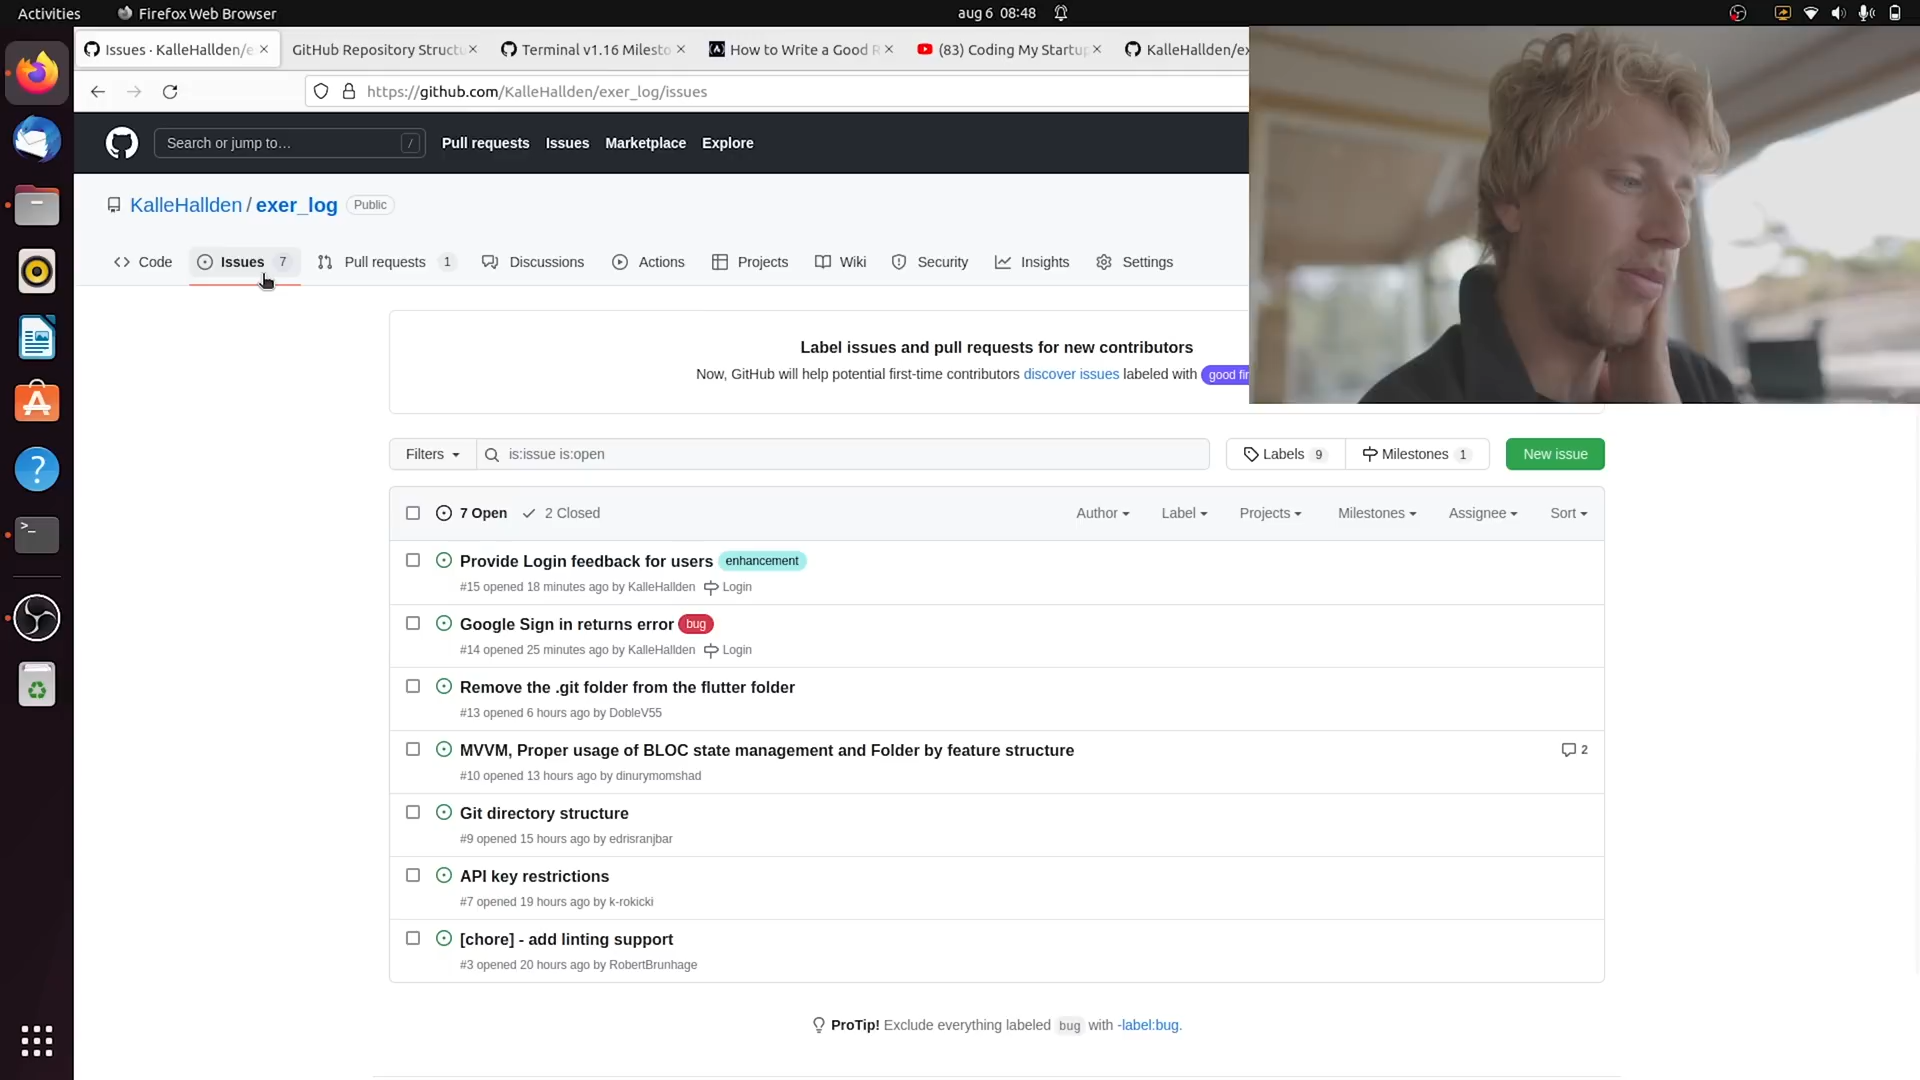 Activities
Firefox Web Browser
aug 6 08:48
Issues · KalleHallden/e
GitHub Repository Structu
Terminal v1.16 Milesto
How to Write a Good R
(83) Coding My Startup
KalleHallden/ex
https://github.com/KalleHallden/exer_log/issues
Search or jump to…
/
Pull requests
Issues
Marketplace
Explore
KalleHallden / exer_log
Public
Code
Issues 7
Pull requests 1
Discussions
Actions
Projects
Wiki
Security
Insights
Settings
Label issues and pull requests for new contributors
Now, GitHub will help potential first-time contributors discover issues labeled with good fir
Filters
is:issue is:open
Labels 9
Milestones 1
New issue
7 Open
2 Closed
Author
Label
Projects
Milestones
Assignee
Sort
Provide Login feedback for users enhancement
#15 opened 18 minutes ago by KalleHallden Login
Google Sign in returns error bug
#14 opened 25 minutes ago by KalleHallden Login
Remove the .git folder from the flutter folder
#13 opened 6 hours ago by DobleV55
MVVM, Proper usage of BLOC state management and Folder by feature structure
2
#10 opened 13 hours ago by dinurymomshad
Git directory structure
#9 opened 15 hours ago by edrisranjbar
API key restrictions
#7 opened 19 hours ago by k-rokicki
[chore] - add linting support
#3 opened 20 hours ago by RobertBrunhage
ProTip! Exclude everything labeled bug with -label:bug.